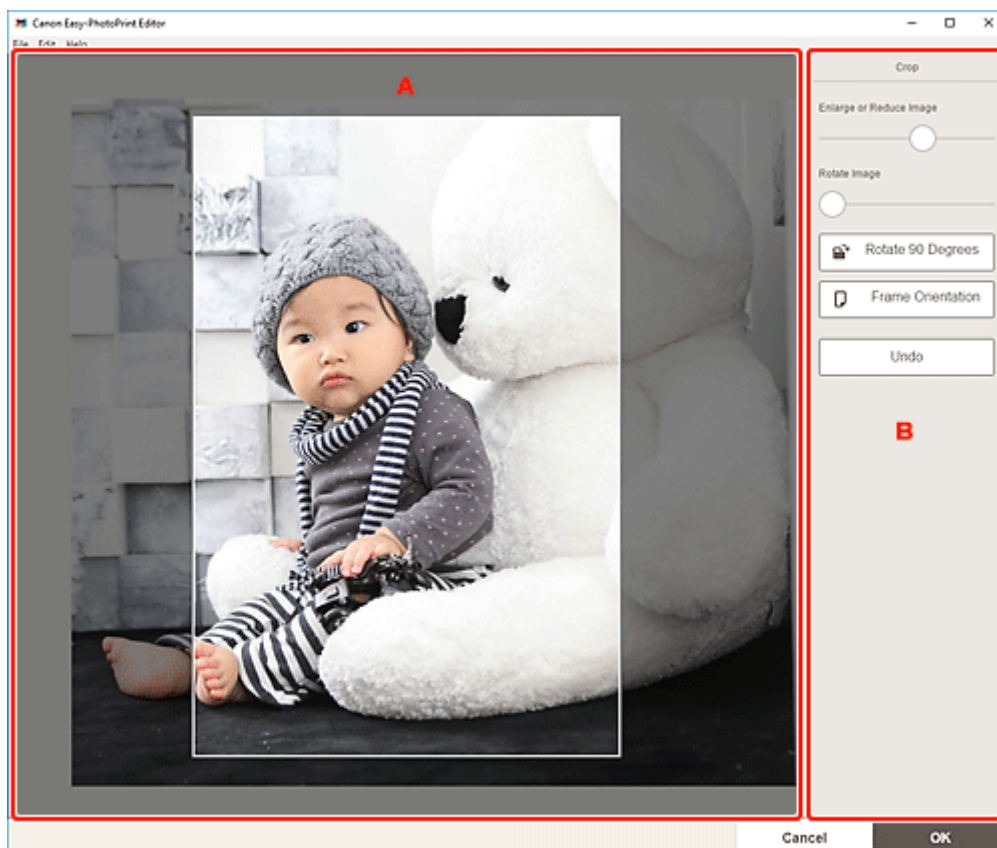 Canon Easy-PhotoPrint Editor
File Edit Help
A
Crop
Enlarge or Reduce Image
Rotate Image
Rotate 90 Degrees
Frame Orientation
Undo
B
Cancel OK